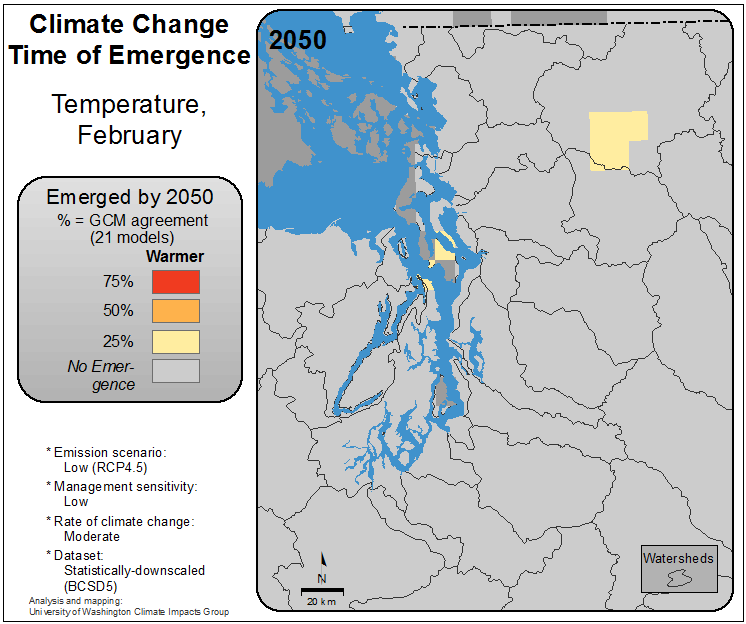 Climate Change
Time of Emergence
Temperature,
February
Emerged by 2050
% = GCM agreement
(21 models)
Warmer
75%
50%
25%
No Emer-
gence
* Emission scenario:
Low (RCP4.5)
* Management sensitivity:
Low
* Rate of climate change:
Moderate
* Dataset:
Statistically-downscaled
(BCSD5)
Analysis and mapping:
University of Washington Climate Impacts Group
2050
N
20 km
Watersheds